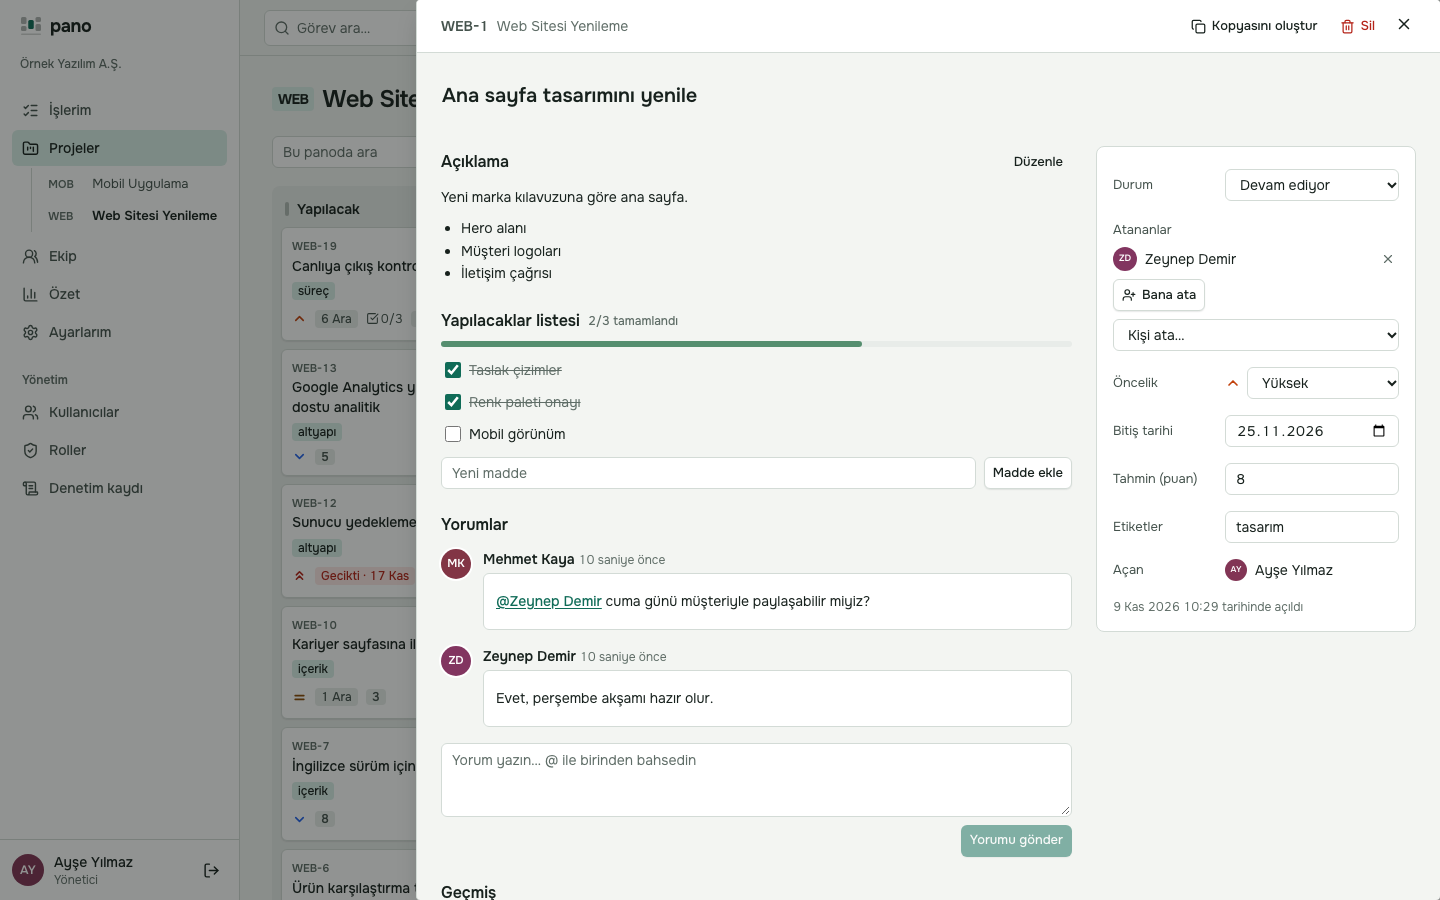 pano
Örnek Yazılım A.Ş.
İşlerim
Projeler
MOB Mobil Uygulama
WEB Web Sitesi Yenileme
Ekip
Özet
Ayarlarım
Yönetim
Kullanıcılar
Roller
Denetim kaydı
AY
Ayşe Yılmaz
Yönetici
Görev ara...
WEB Web Site
Bu panoda ara
Yapılacak
WEB-19
Canlıya çıkış kontro
süreç
6 Ara 0/3
WEB-13
Google Analytics y
dostu analitik
altyapı
5
WEB-12
Sunucu yedekleme
altyapı
Gecikti · 17 Kas
WEB-10
Kariyer sayfasına il
içerik
1 Ara 3
WEB-7
İngilizce sürüm için
içerik
8
WEB-6
Ürün karşılaştırma t
WEB-1 Web Sitesi Yenileme
Kopyasını oluştur
Sil
Ana sayfa tasarımını yenile
Açıklama
Düzenle
Yeni marka kılavuzuna göre ana sayfa.
• Hero alanı
• Müşteri logoları
• İletişim çağrısı
Yapılacaklar listesi 2/3 tamamlandı
Taslak çizimler
Renk paleti onayı
Mobil görünüm
Yeni madde
Madde ekle
Yorumlar
MK
Mehmet Kaya 10 saniye önce
@Zeynep Demir cuma günü müşteriyle paylaşabilir miyiz?
ZD
Zeynep Demir 10 saniye önce
Evet, perşembe akşamı hazır olur.
Yorum yazın... @ ile birinden bahsedin
Yorumu gönder
Geçmiş
Durum
Devam ediyor
Atananlar
ZD
Zeynep Demir
Bana ata
Kişi ata...
Öncelik
Yüksek
Bitiş tarihi
25.11.2026
Tahmin (puan)
8
Etiketler
tasarım
Açan
AY
Ayşe Yılmaz
9 Kas 2026 10:29 tarihinde açıldı